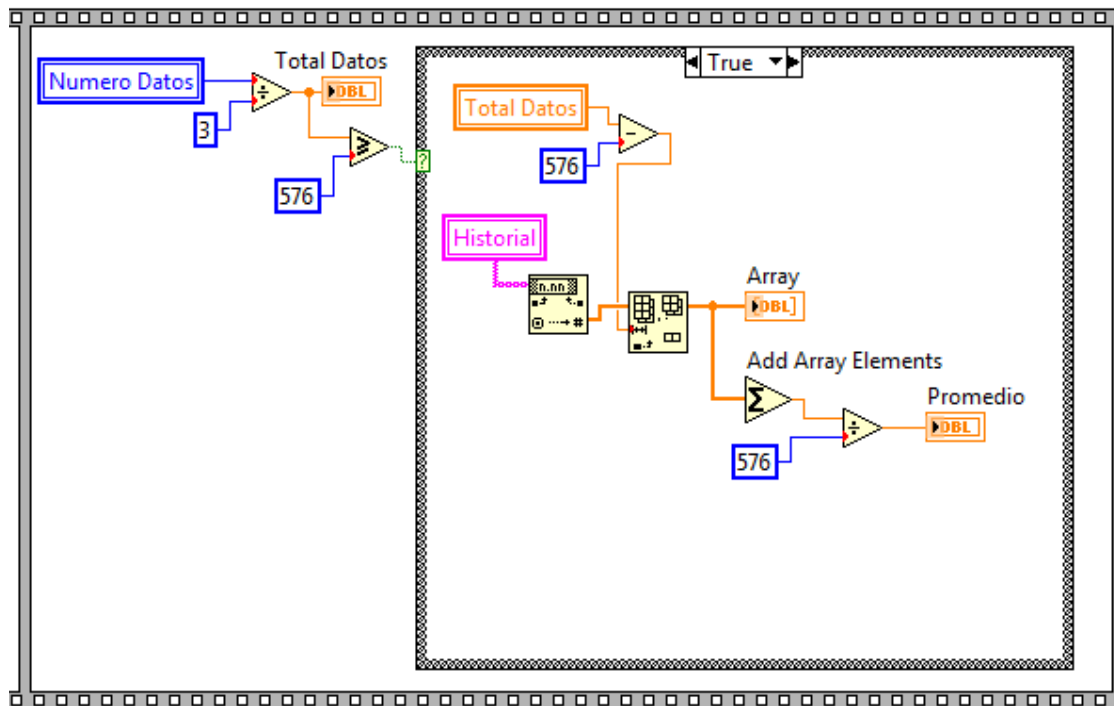 Numero Datos
3
Total Datos
DBL
576
True
?
Total Datos
576
Historial
n.nn
#
Array
DBL
Add Array Elements
Σ
576
Promedio
DBL